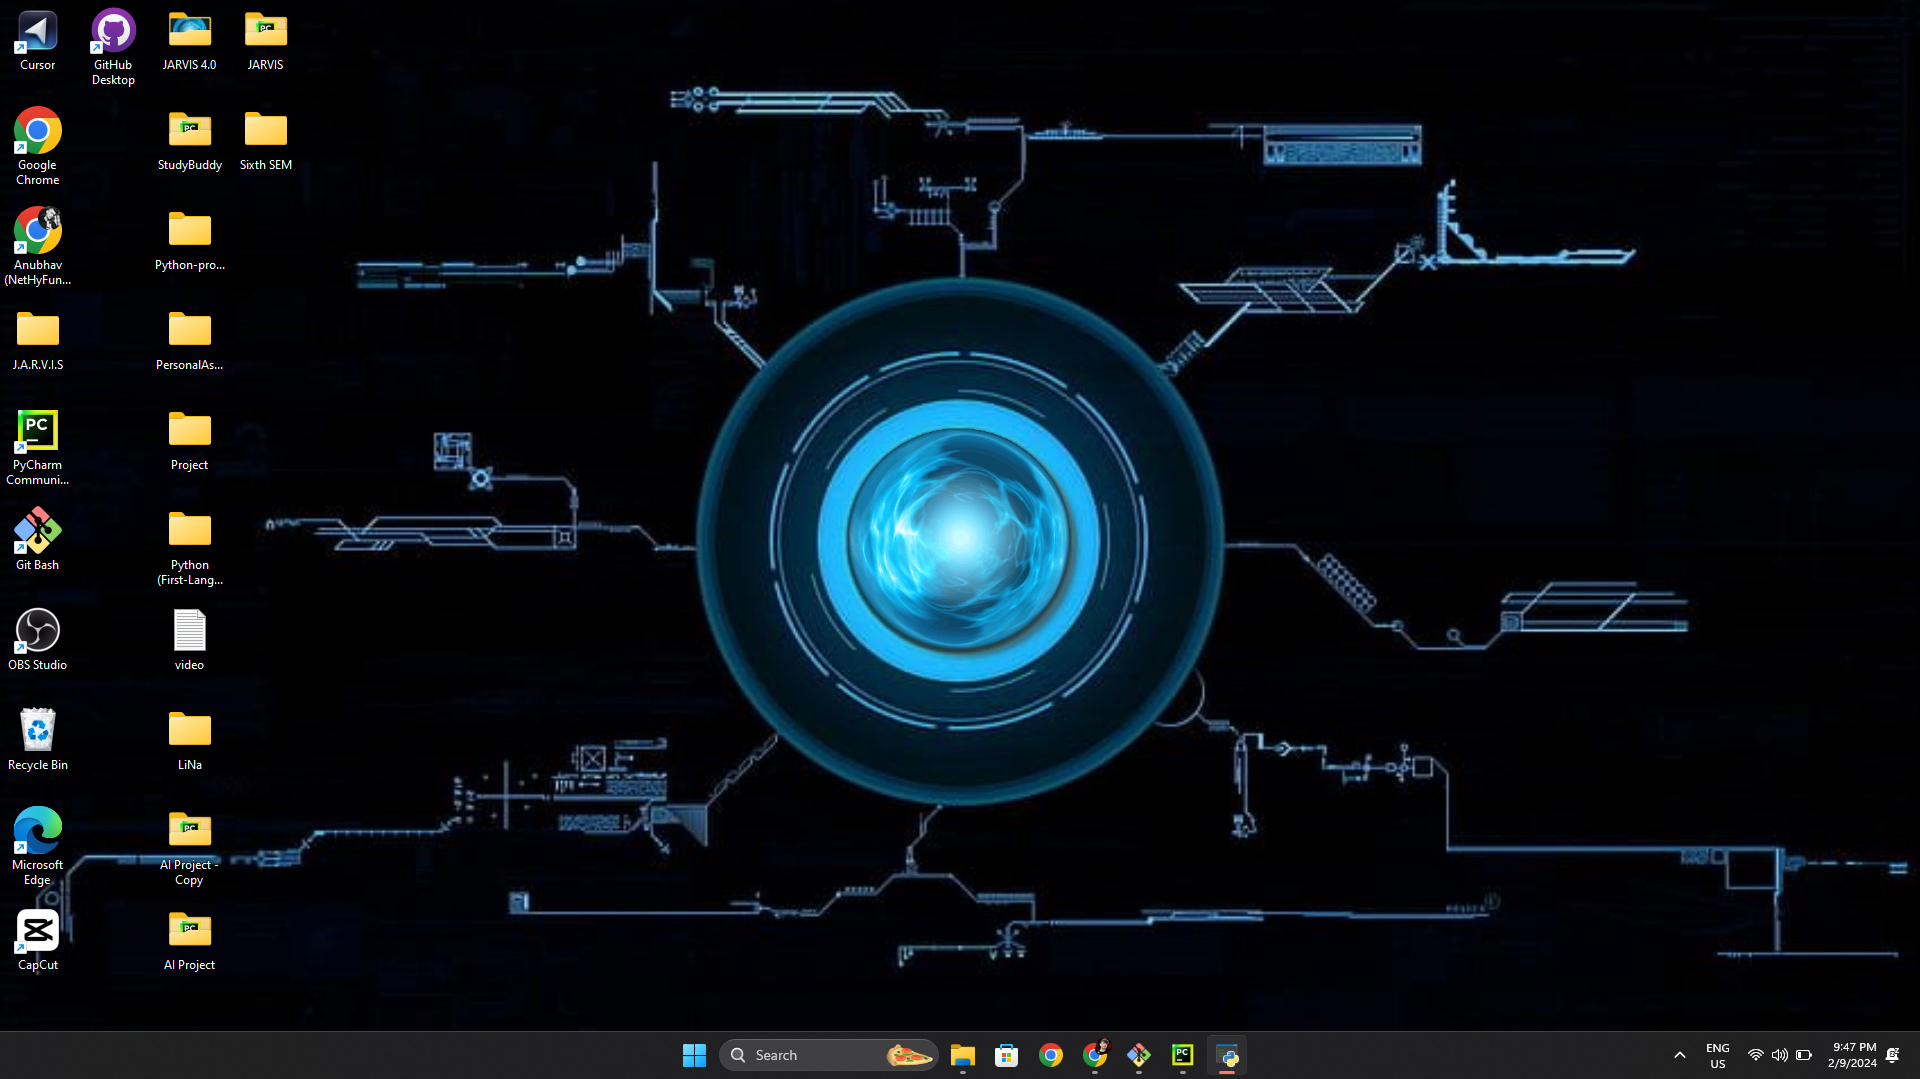 Cursor
GitHub
Desktop
JARVIS 4.0
JARVIS
Google
Chrome
StudyBuddy
Sixth SEM
Anubhav
(NetHyFun...
Python-pro...
J.A.R.V.I.S
PersonalAs...
PC
PyCharm
Communi...
Project
Git Bash
Python
(First-Lang...
OBS Studio
video
Recycle Bin
LiNa
Microsoft
Edge
AI Project -
Copy
CapCut
AI Project
Search
ENG
US
9:47 PM
2/9/2024